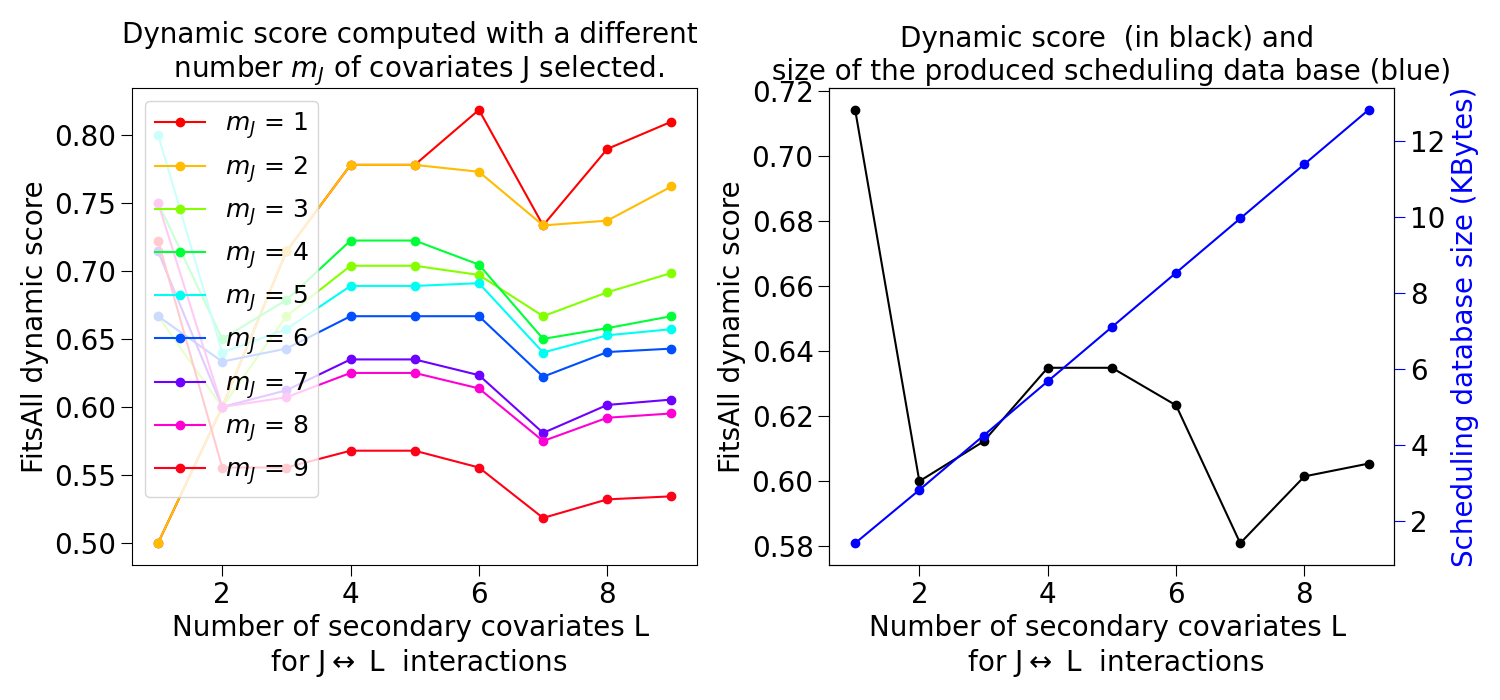 Dynamic score computed with a different
number m_J of covariates J selected.
0.80
0.75
0.70
0.65
0.60
0.55
0.50
FitsAll dynamic score
m_J = 1
m_J = 2
m_J = 3
m_J = 4
m_J = 5
m_J = 6
m_J = 7
m_J = 8
m_J = 9
2 4 6 8
Number of secondary covariates L
for J↔ L interactions
Dynamic score (in black) and
size of the produced scheduling data base (blue)
0.72
0.70
0.68
0.66
0.64
0.62
0.60
0.58
FitsAll dynamic score
12
10
8
6
4
2
Scheduling database size (KBytes)
2 4 6 8
Number of secondary covariates L
for J↔ L interactions